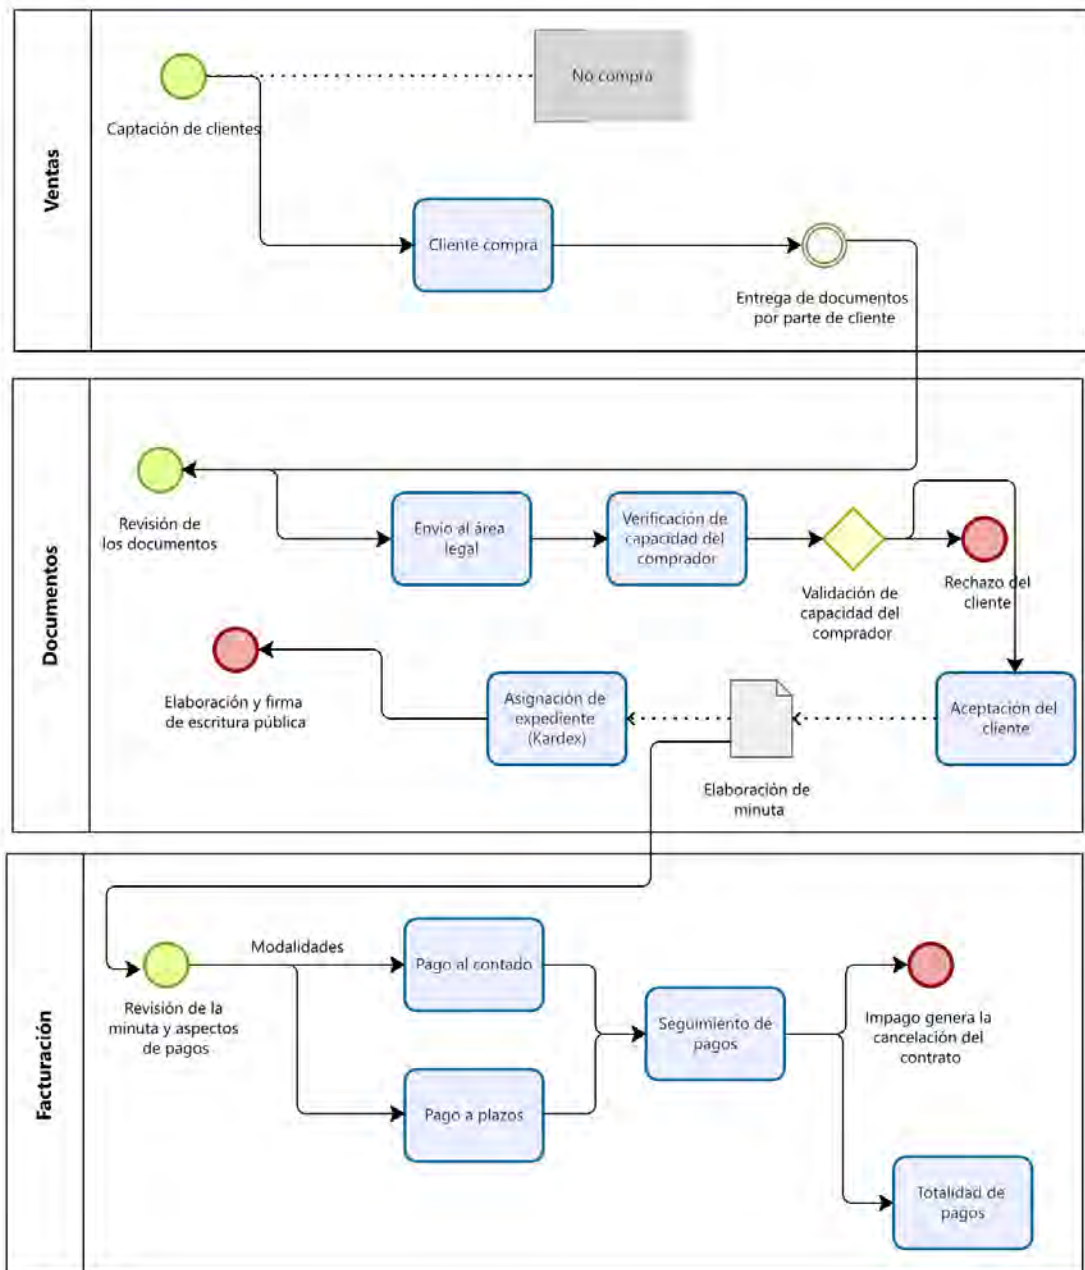 Ventas
No compra
Captación de clientes
Cliente compra
Entrega de documentos
por parte de cliente
Documentos
Revisión de
los documentos
Envío al área
legal
Verificación de
capacidad del
comprador
Validación de
capacidad del
comprador
Rechazo del
cliente
Elaboración y firma
de escritura pública
Asignación de
expediente
(Kardex)
Elaboración de
minuta
Aceptación del
cliente
Facturación
Revisión de la
minuta y aspectos
de pagos
Modalidades
Pago al contado
Pago a plazos
Seguimiento de
pagos
Impago genera la
cancelación del
contrato
Totalidad de
pagos